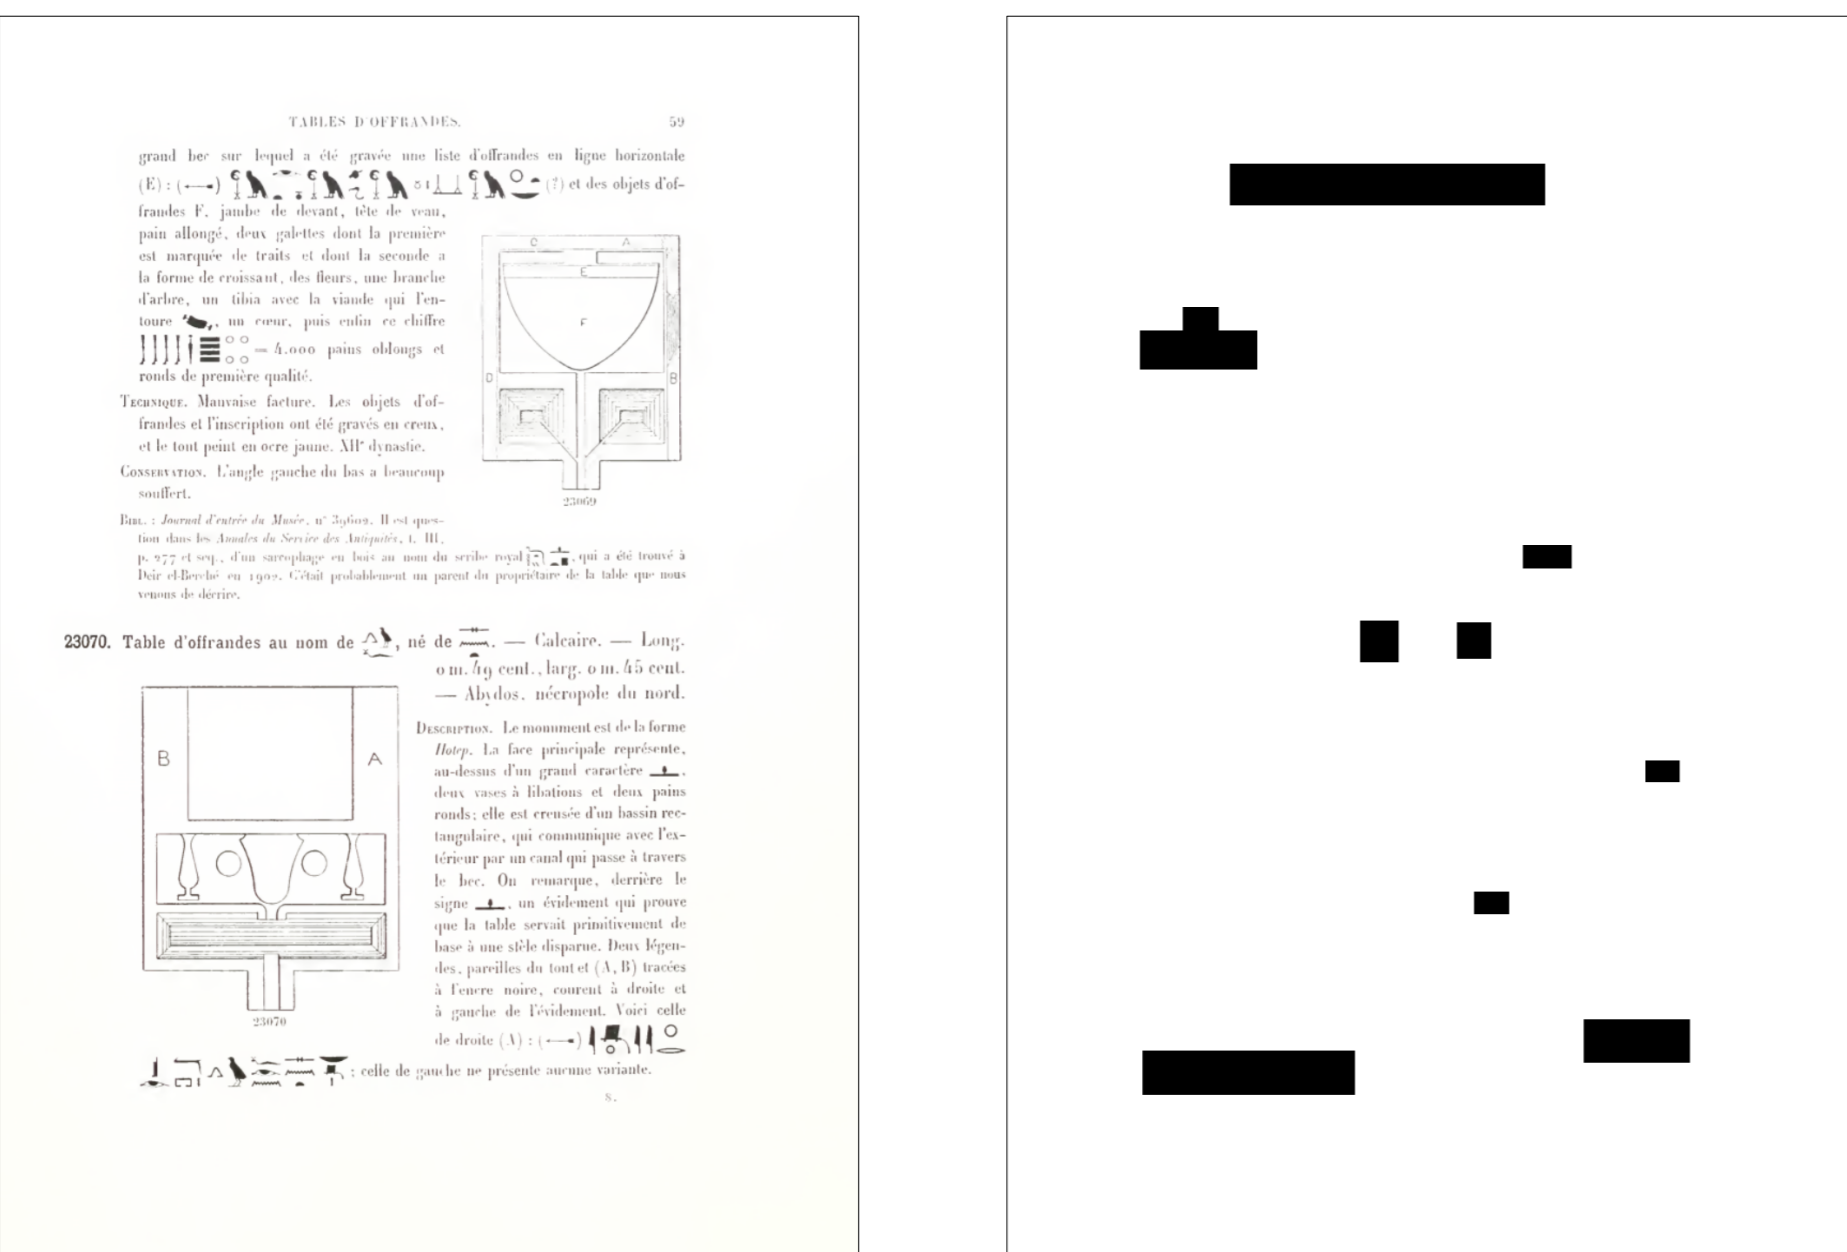 TABLES D'OFFRANDES. 59
grand bec sur lequel a été gravée une liste d'offrandes en ligne horizontale
(E) : (⟵) (?) et des objets d'of-
frandes F, jambe de devant, tête de veau,
pain allongé, deux galettes dont la première
est marquée de traits et dont la seconde a
la forme de croissant, des fleurs, une branche
d'arbre, un tibia avec la viande qui l'en-
toure , un cœur, puis enfin ce chiffre
= 4.000 pains oblongs et
ronds de première qualité.
C A
E
F
D B
23069
TECHNIQUE. Mauvaise facture. Les objets d'of-
frandes et l'inscription ont été gravés en creux,
et le tout peint en ocre jaune. XIIe dynastie.
CONSERVATION. L'angle gauche du bas a beaucoup
souffert.
BIBL. : Journal d'entrée du Musée, n° 39602. Il est ques-
tion dans les Annales du Service des Antiquités, t. III,
p. 277 et seq., d'un sarcophage en bois au nom du scribe royal , qui a été trouvé à
Deir el-Berché en 1902. C'était probablement un parent du propriétaire de la table que nous
venons de décrire.
23070. Table d'offrandes au nom de , né de . — Calcaire. — Long.
0 m. 49 cent., larg. 0 m. 45 cent.
— Abydos, nécropole du nord.
B A
23070
DESCRIPTION. Le monument est de la forme
Hotep. La face principale représente,
au-dessus d'un grand caractère ,
deux vases à libations et deux pains
ronds; elle est creusée d'un bassin rec-
tangulaire, qui communique avec l'ex-
térieur par un canal qui passe à travers
le bec. On remarque, derrière le
signe , un évidement qui prouve
que la table servait primitivement de
base à une stèle disparue. Deux légen-
des, pareilles du tout et (A, B) tracées
à l'encre noire, courent à droite et
à gauche de l'évidement. Voici celle
de droite (A) : (⟵)
; celle de gauche ne présente aucune variante.
8.